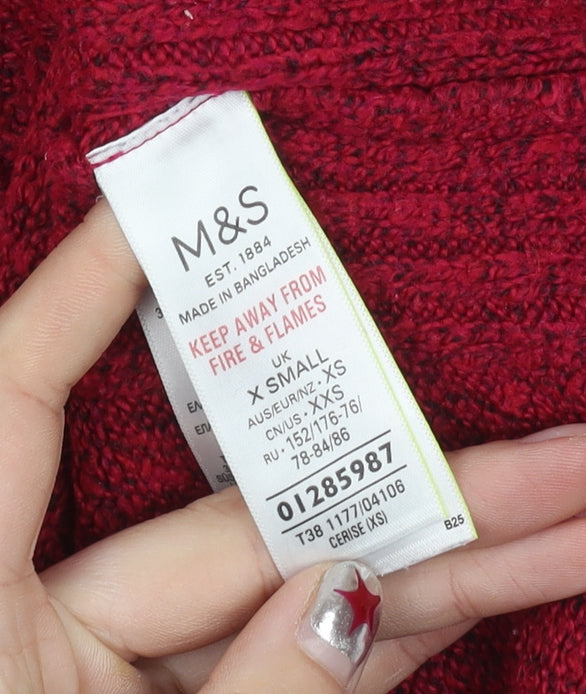 M&S
EST. 1884
MADE IN BANGLADESH
KEEP AWAY FROM
FIRE & FLAMES
UK
X SMALL
AUS/EUR/NZ • XS
CN/US • XXS
RU • 152/176-76/
78-84/86
01285987
T38 1177/04106
CERISE (XS)
B25